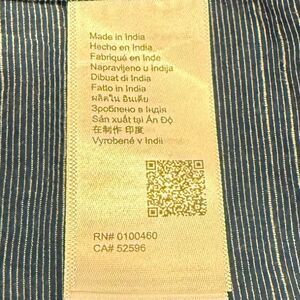 Made in India
Hecho en India
Fabriqué en Inde
Napravljeno u Indija
Dibuat di India
Fatto in India
ผลิตใน อินเดีย
Зроблено в Індія
Sản xuất tại Ấn Độ
在制作 印度
Vyrobené v Indii
RN# 0100460
CA# 52596